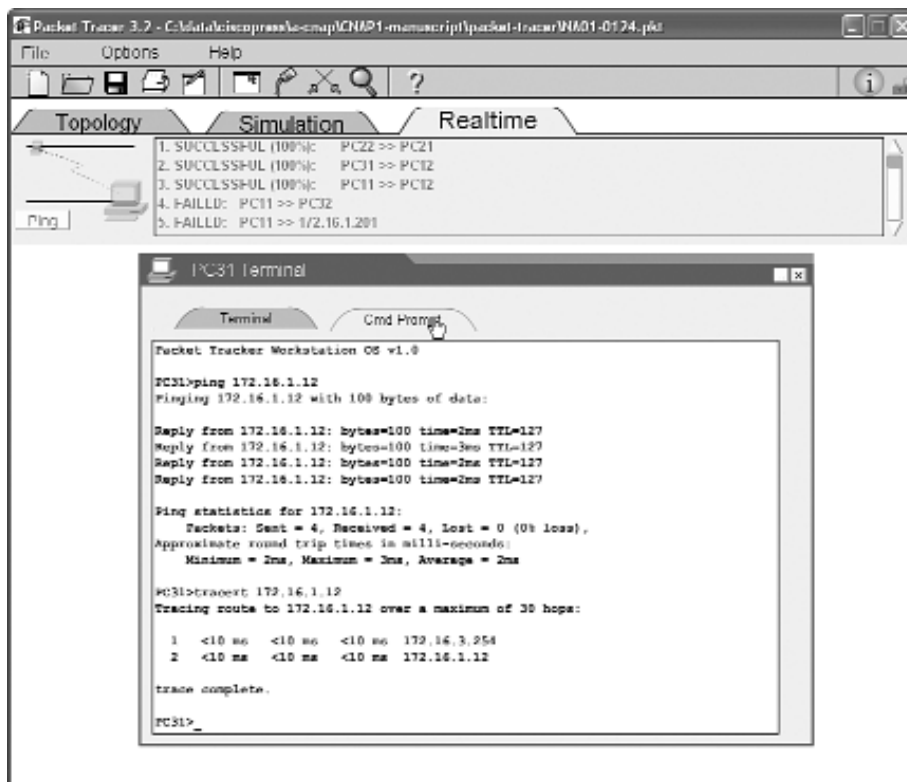 Packet Tracer 3.2 - C:\data\ciscopress\a-cnap\CNAP1-manuscript\packet-tracer\NA01-0124.pkt
File Options Help
Topology Simulation Realtime
1. SUCCESSFUL (100%): PC22 >> PC21
2. SUCCESSFUL (100%): PC31 >> PC12
3. SUCCESSFUL (100%): PC11 >> PC12
4. FAILED: PC11 >> PC32
5. FAILED: PC11 >> 172.16.1.201
Ping
PC31 Terminal
Terminal Cmd Prompt
Packet Tracker Workstation OS v1.0
PC31>ping 172.16.1.12
Pinging 172.16.1.12 with 100 bytes of data:
Reply from 172.16.1.12: bytes=100 time=2ms TTL=127
Reply from 172.16.1.12: bytes=100 time=3ms TTL=127
Reply from 172.16.1.12: bytes=100 time=2ms TTL=127
Reply from 172.16.1.12: bytes=100 time=2ms TTL=127
Ping statistics for 172.16.1.12:
Packets: Sent = 4, Received = 4, Lost = 0 (0% loss),
Approximate round trip times in milli-seconds:
Minimum = 2ms, Maximum = 3ms, Average = 2ms
PC31>tracert 172.16.1.12
Tracing route to 172.16.1.12 over a maximum of 30 hops:
1 <10 ms <10 ms <10 ms 172.16.3.254
2 <10 ms <10 ms <10 ms 172.16.1.12
trace complete.
PC31>_